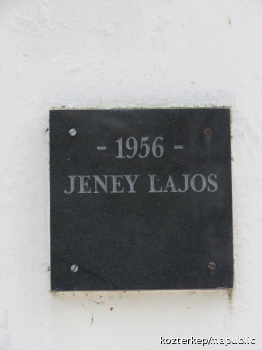 - 1956 -
JENEY LAJOS
kozterkep/mapublic